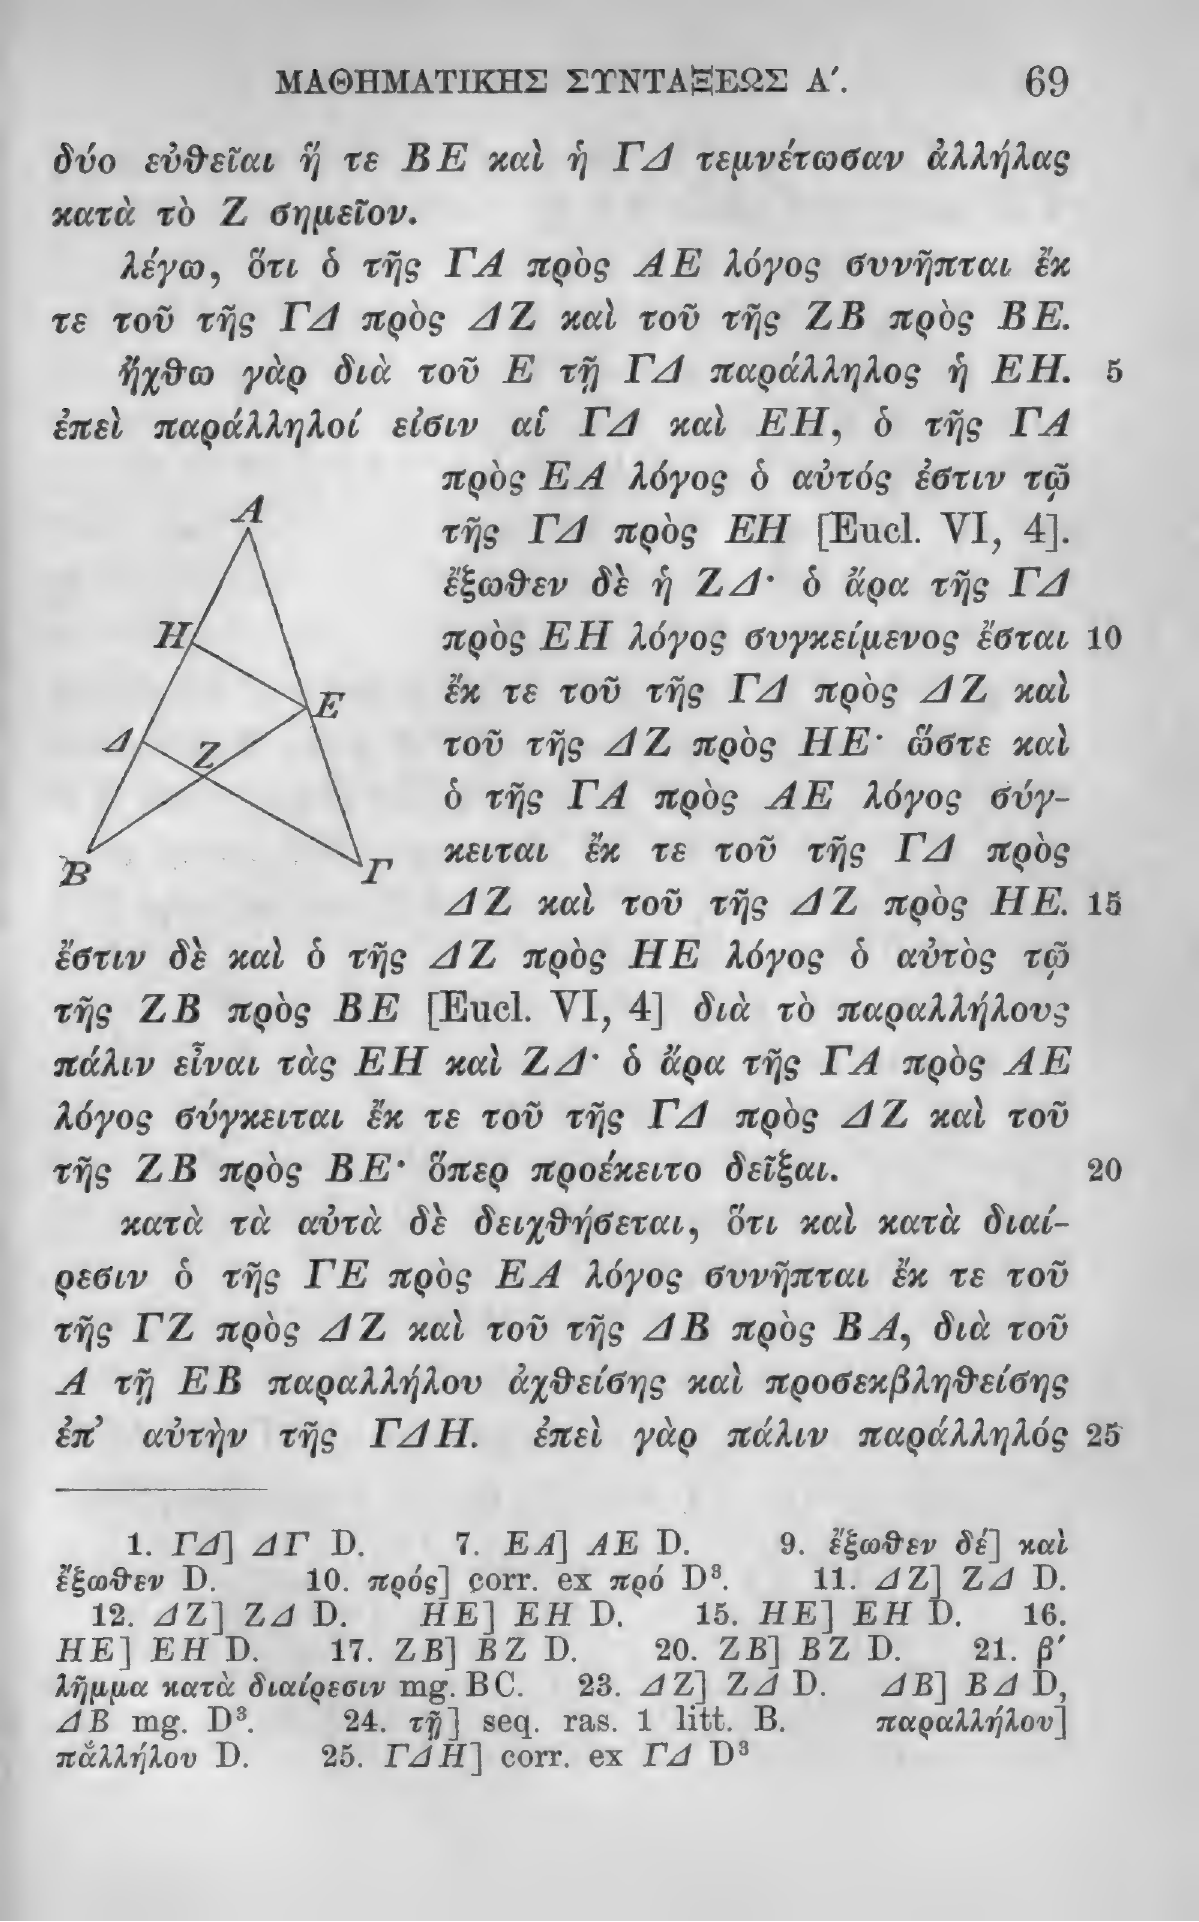 ΜΑΘΗΜΑΤΙΚΗΣ ΣΥΝΤΑΞΕΩΣ Α′. 69
δύο εὐθεῖαι ἥ τε ΒΕ καὶ ἡ ΓΔ τεμνέτωσαν ἀλλήλας
κατὰ τὸ Ζ σημεῖον.
λέγω, ὅτι ὁ τῆς ΓΑ πρὸς ΑΕ λόγος συνῆπται ἔκ
τε τοῦ τῆς ΓΔ πρὸς ΔΖ καὶ τοῦ τῆς ΖΒ πρὸς ΒΕ.
ἤχθω γὰρ διὰ τοῦ Ε τῇ ΓΔ παράλληλος ἡ ΕΗ. 5
ἐπεὶ παράλληλοί εἰσιν αἱ ΓΔ καὶ ΕΗ, ὁ τῆς ΓΑ
πρὸς ΕΑ λόγος ὁ αὐτός ἐστιν τῷ
τῆς ΓΔ πρὸς ΕΗ [Eucl. VI, 4].
ἔξωθεν δὲ ἡ ΖΔ· ὁ ἄρα τῆς ΓΔ
πρὸς ΕΗ λόγος συγκείμενος ἔσται 10
ἔκ τε τοῦ τῆς ΓΔ πρὸς ΔΖ καὶ
τοῦ τῆς ΔΖ πρὸς ΗΕ· ὥστε καὶ
ὁ τῆς ΓΑ πρὸς ΑΕ λόγος σύγ-
κειται ἔκ τε τοῦ τῆς ΓΔ πρὸς
ΔΖ καὶ τοῦ τῆς ΔΖ πρὸς ΗΕ. 15
Α
Η
Ε
Δ
Ζ
Β
Γ
ἔστιν δὲ καὶ ὁ τῆς ΔΖ πρὸς ΗΕ λόγος ὁ αὐτὸς τῷ
τῆς ΖΒ πρὸς ΒΕ [Eucl. VI, 4] διὰ τὸ παραλλήλους
πάλιν εἶναι τὰς ΕΗ καὶ ΖΔ· ὁ ἄρα τῆς ΓΑ πρὸς ΑΕ
λόγος σύγκειται ἔκ τε τοῦ τῆς ΓΔ πρὸς ΔΖ καὶ τοῦ
τῆς ΖΒ πρὸς ΒΕ· ὅπερ προέκειτο δεῖξαι. 20
κατὰ τὰ αὐτὰ δὲ δειχθήσεται, ὅτι καὶ κατὰ διαί-
ρεσιν ὁ τῆς ΓΕ πρὸς ΕΑ λόγος συνῆπται ἔκ τε τοῦ
τῆς ΓΖ πρὸς ΔΖ καὶ τοῦ τῆς ΔΒ πρὸς ΒΑ, διὰ τοῦ
Α τῇ ΕΒ παραλλήλου ἀχθείσης καὶ προσεκβληθείσης
ἐπ’ αὐτὴν τῆς ΓΔΗ. ἐπεὶ γὰρ πάλιν παράλληλός 25
1. ΓΔ] ΔΓ D. 7. ΕΑ] ΑΕ D. 9. ἔξωθεν δέ] καὶ
ἔξωθεν D. 10. πρός] corr. ex πρό D³. 11. ΔΖ] ΖΔ D.
12. ΔΖ] ΖΔ D. ΗΕ] ΕΗ D. 15. ΗΕ] ΕΗ D. 16.
ΗΕ] ΕΗ D. 17. ΖΒ] ΒΖ D. 20. ΖΒ] ΒΖ D. 21. β′
λῆμμα κατὰ διαίρεσιν mg. BC. 23. ΔΖ] ΖΔ D. ΔΒ] ΒΔ D,
ΔΒ mg. D³. 24. τῇ] seq. ras. 1 litt. B. παραλλήλου]
πάλλήλου D. 25. ΓΔΗ] corr. ex ΓΔ D³